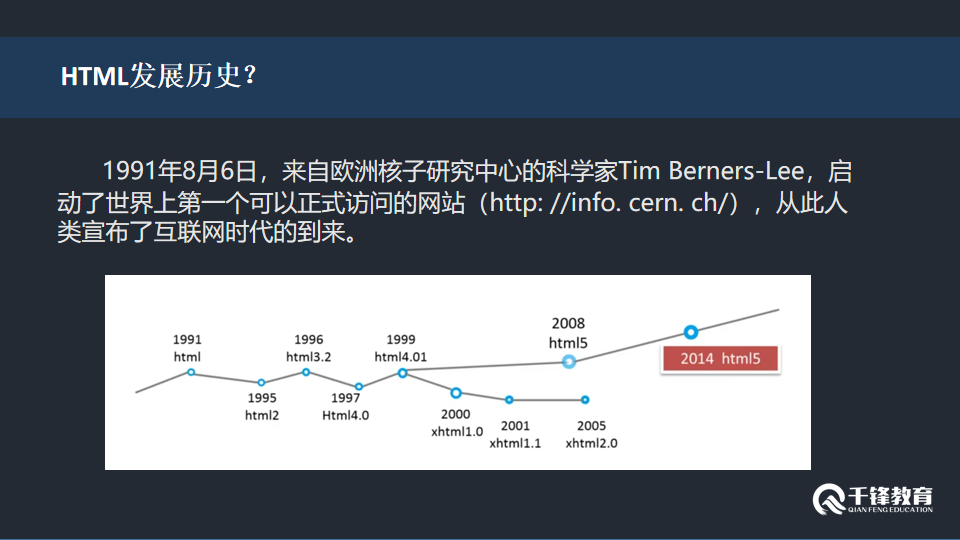 HTML发展历史？
1991年8月6日，来自欧洲核子研究中心的科学家Tim Berners-Lee，启
动了世界上第一个可以正式访问的网站（http: //info. cern. ch/），从此人
类宣布了互联网时代的到来。
1991
html
1995
html2
1996
html3.2
1997
Html4.0
1999
html4.01
2000
xhtml1.0
2001
xhtml1.1
2005
xhtml2.0
2008
html5
2014 html5
千锋教育
QIAN FENG EDUCATION